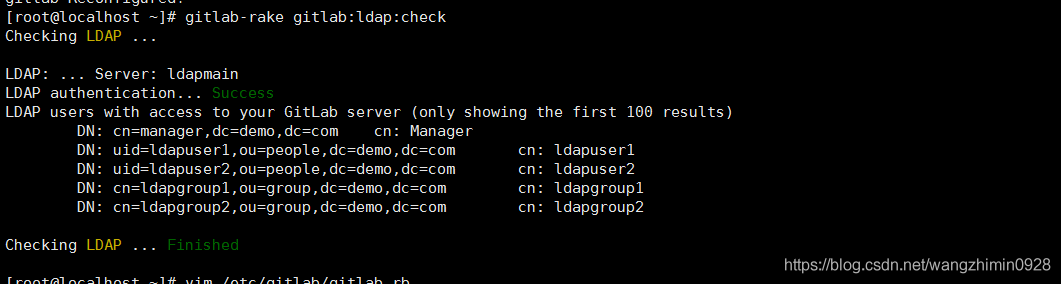 gitlab Reconfigured!
[root@localhost ~]# gitlab-rake gitlab:ldap:check
Checking LDAP ...
LDAP: ... Server: ldapmain
LDAP authentication... Success
LDAP users with access to your GitLab server (only showing the first 100 results)
DN: cn=manager,dc=demo,dc=com cn: Manager
DN: uid=ldapuser1,ou=people,dc=demo,dc=com cn: ldapuser1
DN: uid=ldapuser2,ou=people,dc=demo,dc=com cn: ldapuser2
DN: cn=ldapgroup1,ou=group,dc=demo,dc=com cn: ldapgroup1
DN: cn=ldapgroup2,ou=group,dc=demo,dc=com cn: ldapgroup2
Checking LDAP ... Finished
https://blog.csdn.net/wangzhimin0928
[root@localhost ~]# vim /etc/gitlab/gitlab.rb